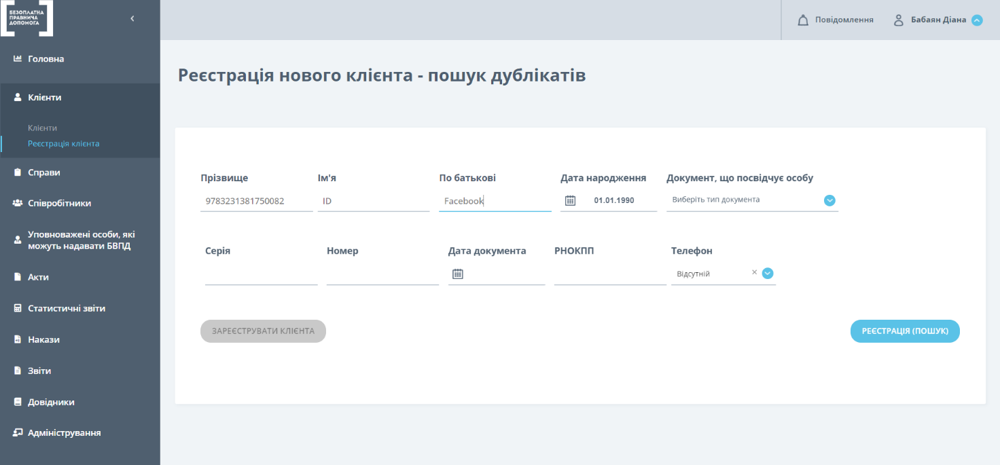 БЕЗОПЛАТНА
ПРАВНИЧА
ДОПОМОГА
Повідомлення
Бабаян Діана
Головна
Клієнти
Клієнти
Реєстрація клієнта
Справи
Співробітники
Уповноважені особи, які
можуть надавати БВПД
Акти
Статистичні звіти
Накази
Звіти
Довідники
Адміністрування
Реєстрація нового клієнта - пошук дублікатів
Прізвище Ім'я По батькові Дата народження Документ, що посвідчує особу
9783231381750082 ID Facebook 01.01.1990 Виберіть тип документа
Серія Номер Дата документа РНОКПП Телефон
Відсутній ×
ЗАРЕЄСТРУВАТИ КЛІЄНТА РЕЄСТРАЦІЯ (ПОШУК)